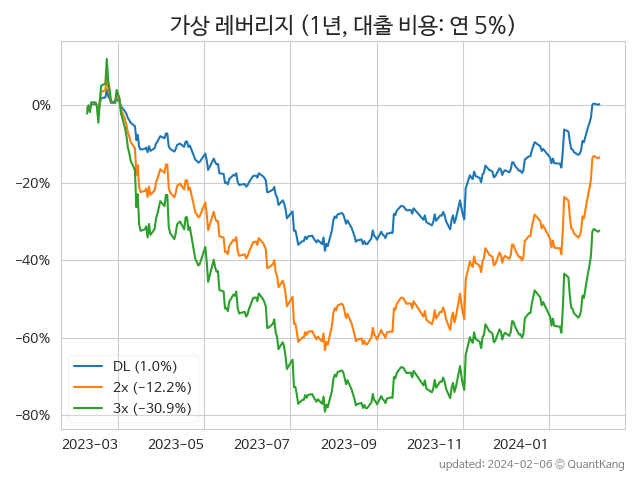 가상 레버리지 (1년, 대출 비용: 연 5%)
0%
−20%
−40%
−60%
−80%
DL (1.0%)
2x (−12.2%)
3x (−30.9%)
2023-03 2023-05 2023-07 2023-09 2023-11 2024-01
updated: 2024-02-06 © QuantKang